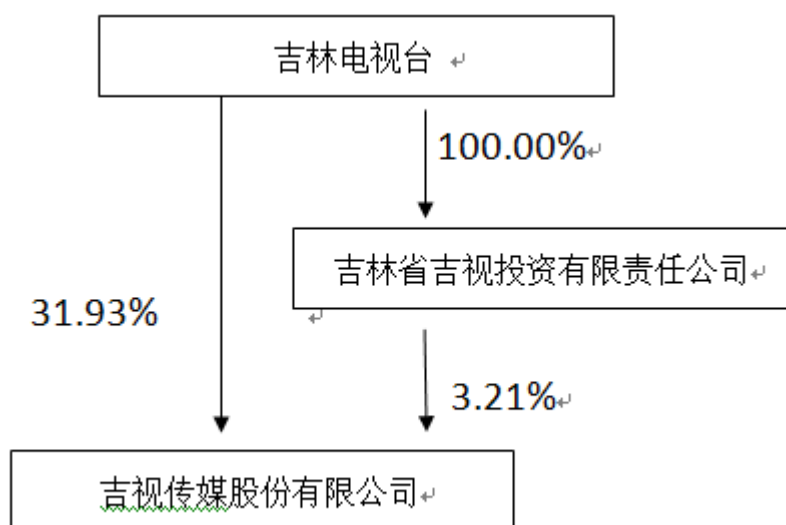 吉林电视台
100.00%
吉林省吉视投资有限责任公司
31.93%
3.21%
吉视传媒股份有限公司